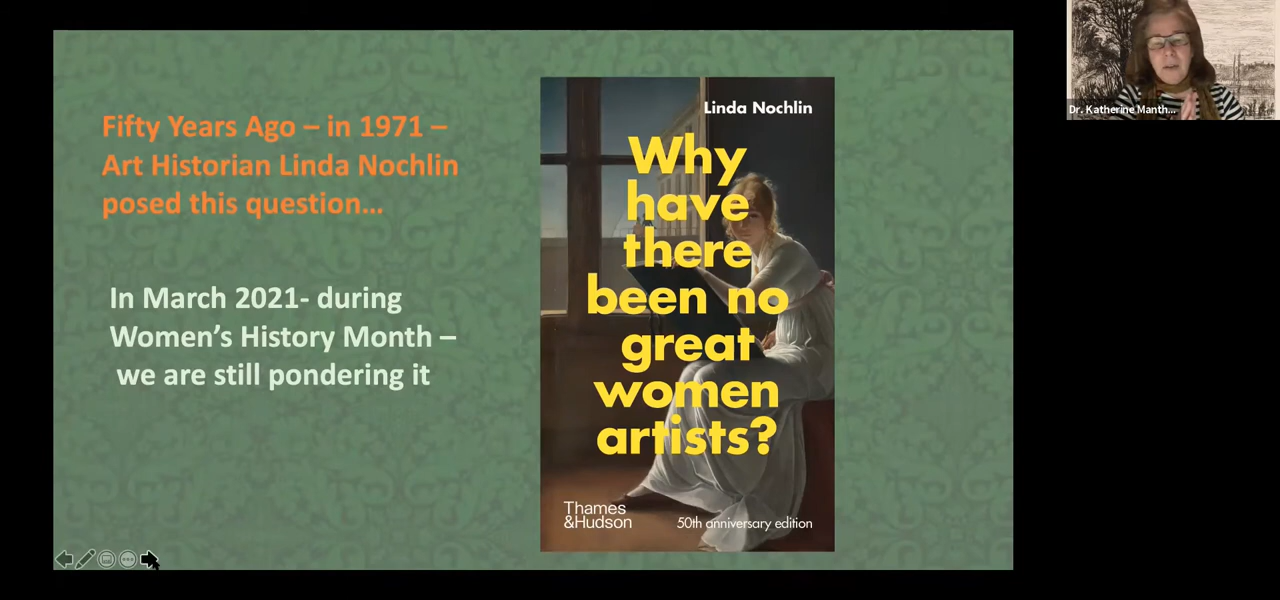 Fifty Years Ago – in 1971 –
Art Historian Linda Nochlin
posed this question...
In March 2021- during
Women's History Month –
we are still pondering it
Linda Nochlin
Why
have
there
been no
great
women
artists?
Thames
&Hudson
50th anniversary edition
Dr. Katherine Manth...